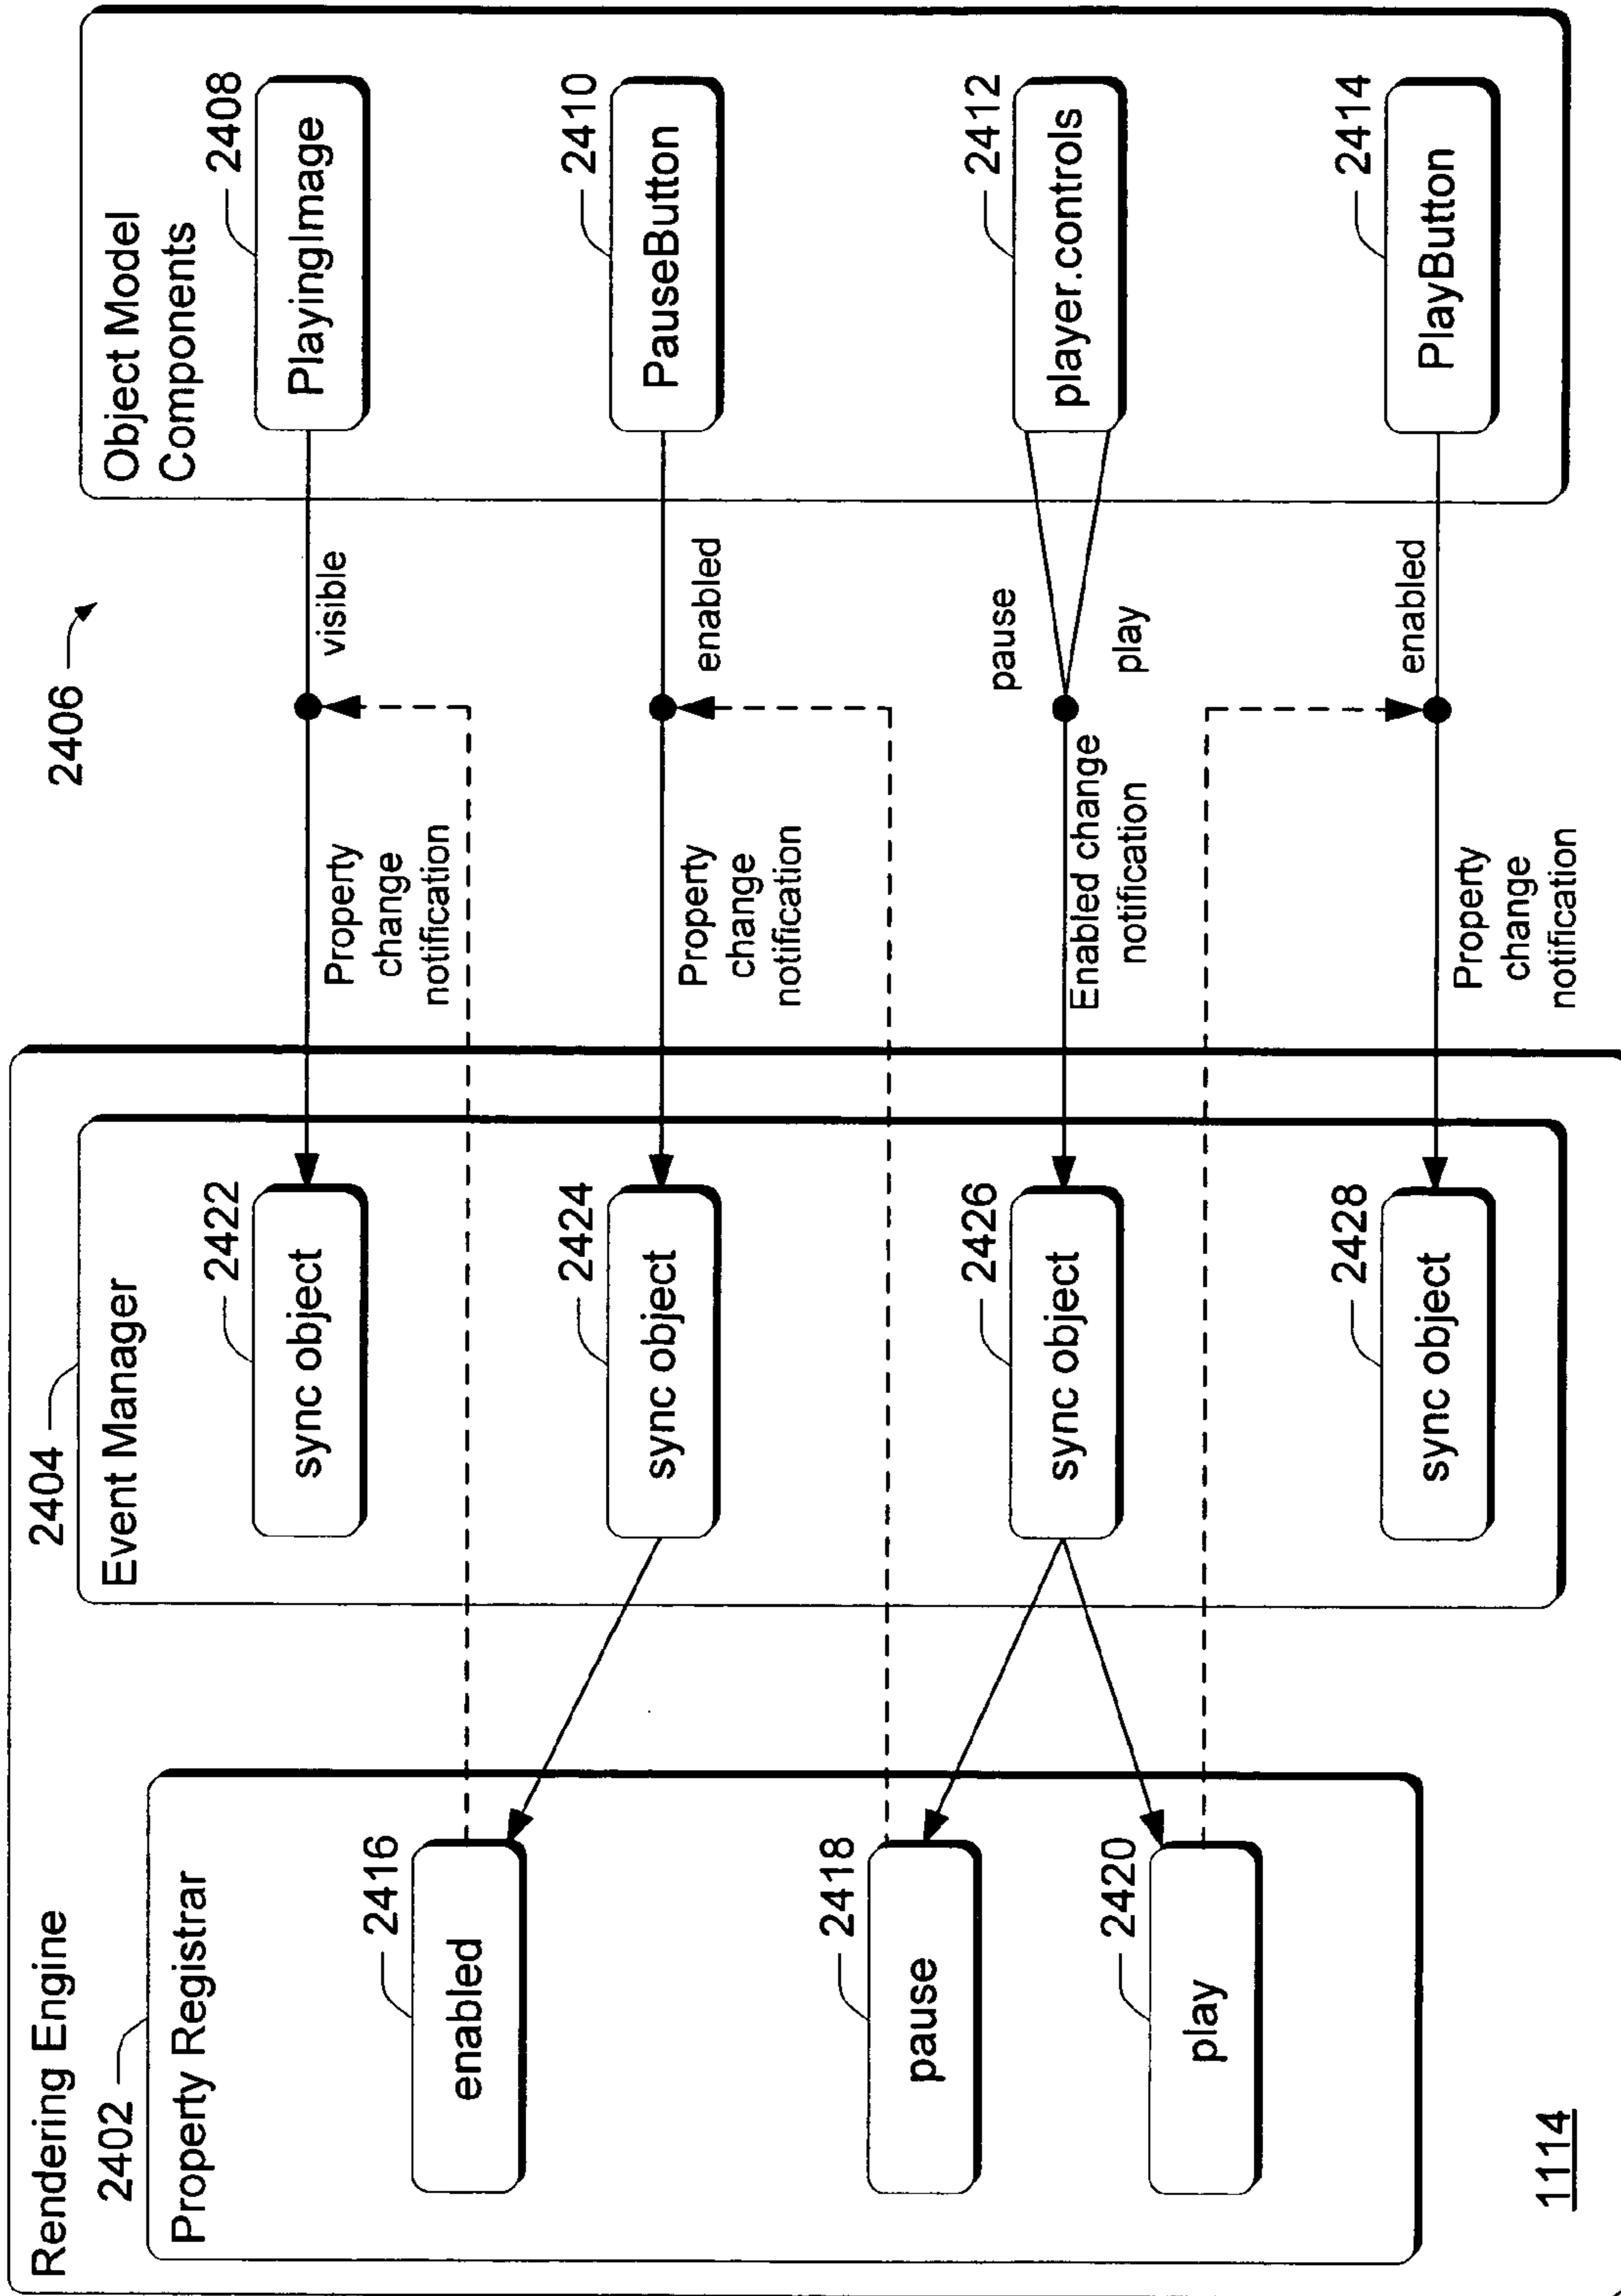 Rendering Engine
2402
Property Registrar
2416
enabled
2418
pause
2420
play
1114
2404
Event Manager
2422
sync object
2424
sync object
2426
sync object
2428
sync object
2406
Property
change
notification
visible
Property
change
notification
enabled
Enabled change
notification
pause
play
Property
change
notification
enabled
Object Model
Components
2408
PlayingImage
2410
PauseButton
2412
player.controls
2414
PlayButton